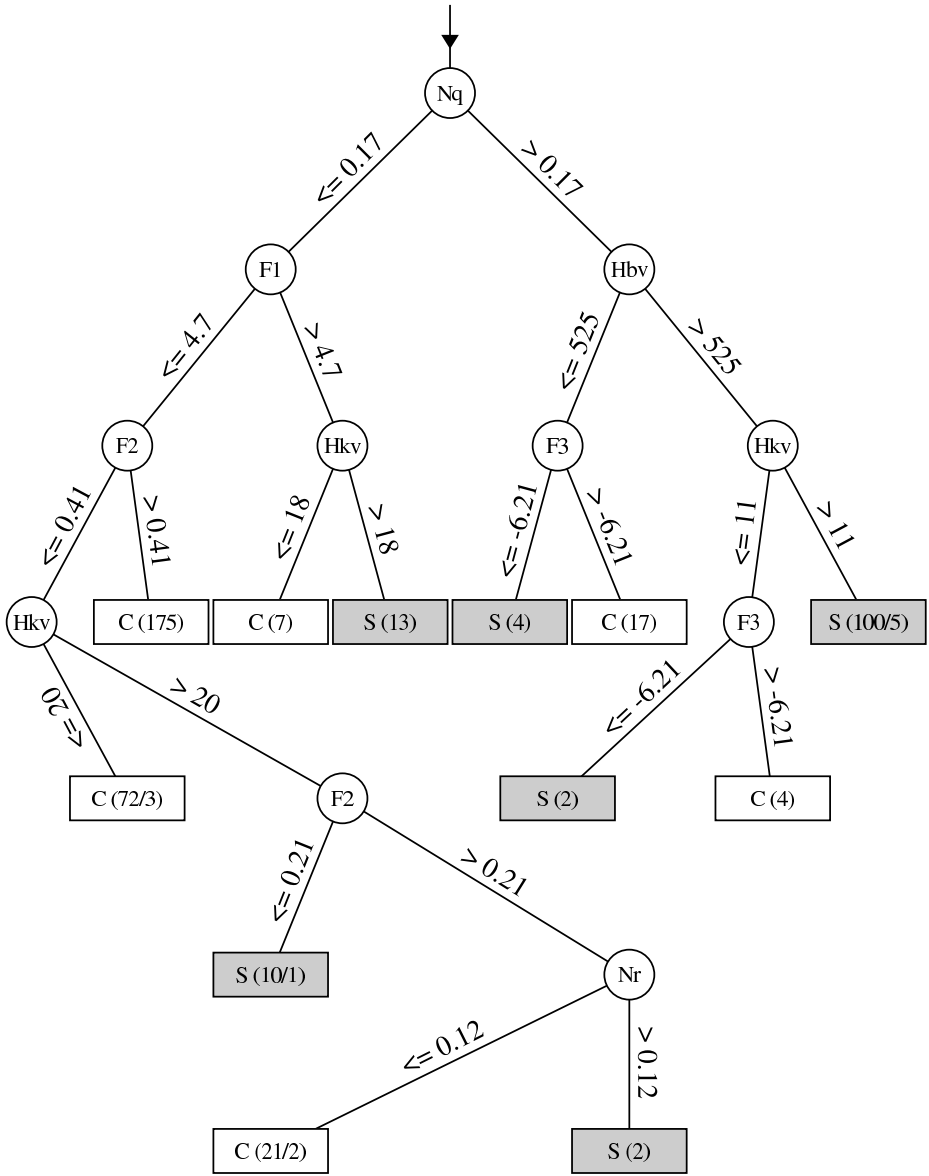 Nq
<= 0.17
> 0.17
F1
Hbv
<= 4.7
> 4.7
<= 525
> 525
F2
Hkv
F3
Hkv
<= 0.41
> 0.41
<= 18
> 18
<= -6.21
> -6.21
<= 11
> 11
Hkv
C (175)
C (7)
S (13)
S (4)
C (17)
F3
S (100/5)
<= 20
> 20
<= -6.21
> -6.21
C (72/3)
F2
S (2)
C (4)
<= 0.21
> 0.21
S (10/1)
Nr
<= 0.12
> 0.12
C (21/2)
S (2)